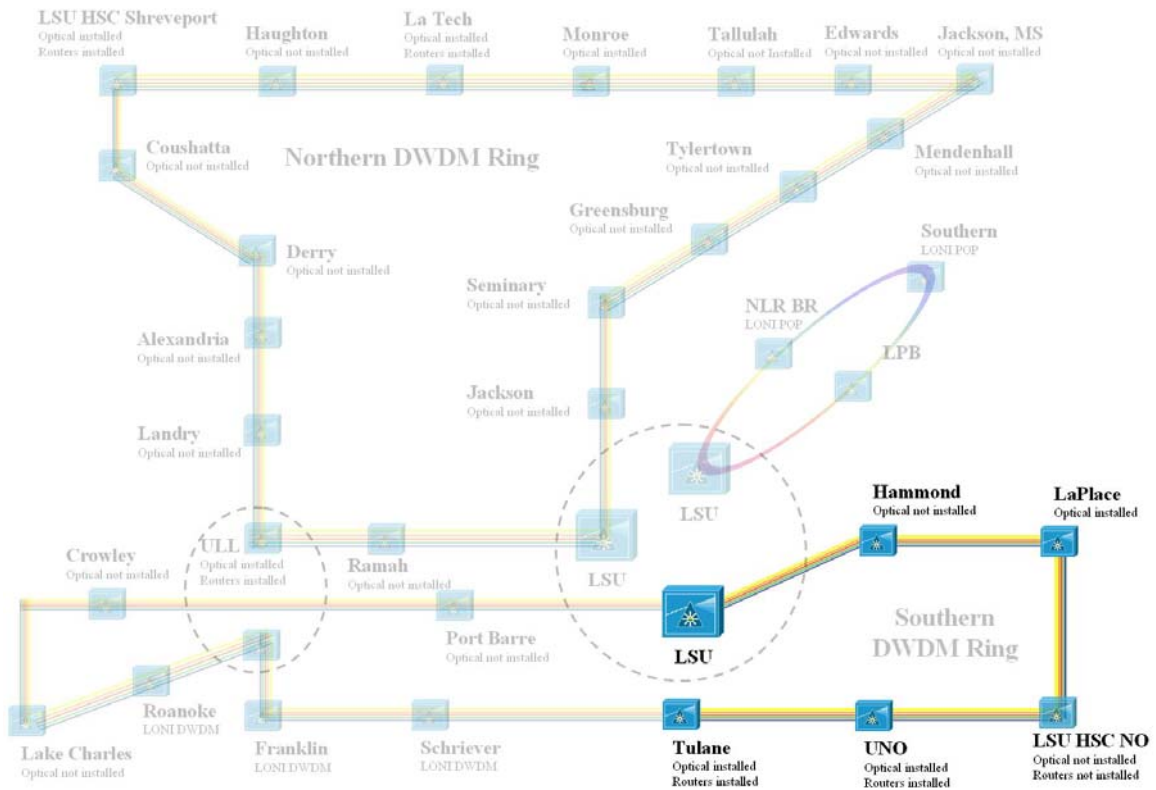 LSU HSC Shreveport
Optical installed
Routers installed
Haughton
Optical not installed
La Tech
Optical installed
Routers installed
Monroe
Optical not installed
Tallulah
Optical not Installed
Edwards
Optical not installed
Jackson, MS
Optical not installed
Coushatta
Optical not installed
Northern DWDM Ring
Tylertown
Optical not installed
Mendenhall
Optical not installed
Greensburg
Optical not installed
Southern
LONI POP
Derry
Optical not installed
Seminary
Optical not installed
NLR BR
LONI POP
Alexandria
Optical not installed
LPB
Jackson
Optical not installed
Landry
Optical not installed
LSU
Hammond
Optical not installed
LaPlace
Optical installed
ULL
Optical installed
Routers installed
Ramah
Optical not installed
LSU
Crowley
Optical not installed
Port Barre
Optical not installed
LSU
Southern
DWDM Ring
Roanoke
LONI DWDM
Lake Charles
Optical not installed
Franklin
LONI DWDM
Schriever
LONI DWDM
Tulane
Optical installed
Routers installed
UNO
Optical installed
Routers installed
LSU HSC NO
Optical not installed
Routers not installed